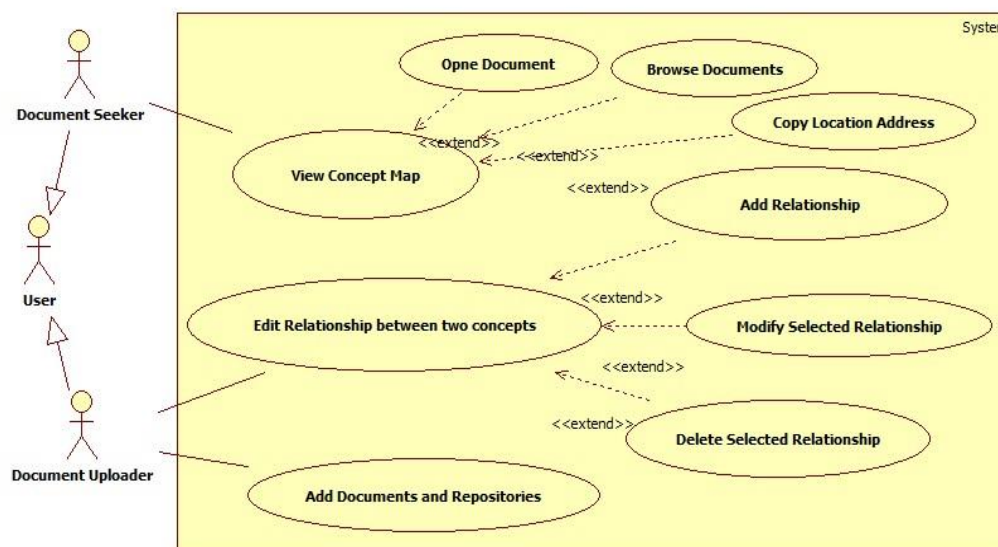 System
Opne Document
Browse Documents
Document Seeker
Copy Location Address
<<extend>>
<<extend>>
View Concept Map
<<extend>>
Add Relationship
User
<<extend>>
Edit Relationship between two concepts
Modify Selected Relationship
<<extend>>
<<extend>>
Delete Selected Relationship
Document Uploader
Add Documents and Repositories